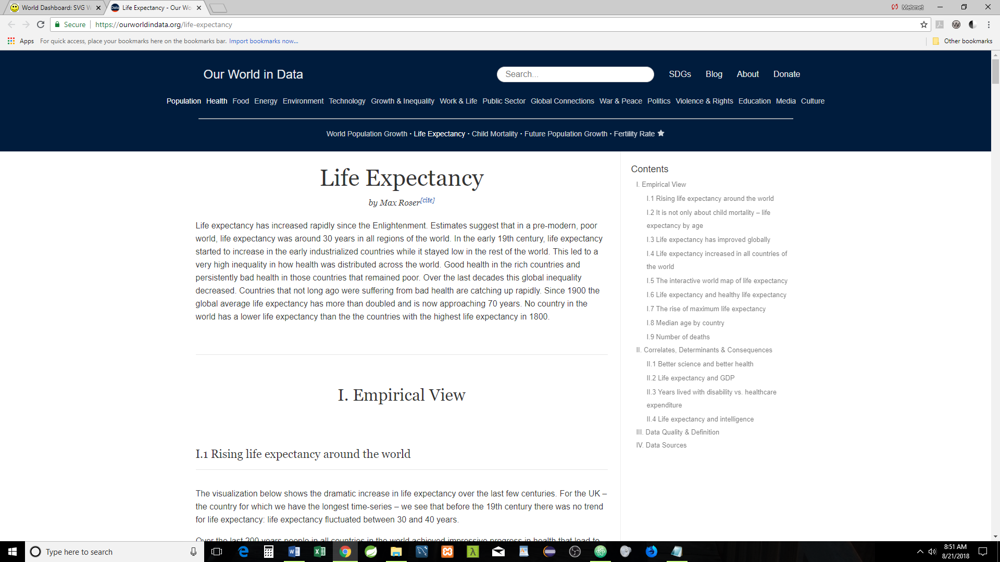 World Dashboard: SVG W
Life Expectancy - Our Wo
Mehmet
Secure
https://ourworldindata.org/life-expectancy
Apps
For quick access, place your bookmarks here on the bookmarks bar. Import bookmarks now...
Other bookmarks
Our World in Data
Search...
SDGs
Blog
About
Donate
Population Health Food Energy Environment Technology Growth & Inequality Work & Life Public Sector Global Connections War & Peace Politics Violence & Rights Education Media Culture
World Population Growth · Life Expectancy · Child Mortality · Future Population Growth · Fertility Rate
Life Expectancy
by Max Roser[cite]
Life expectancy has increased rapidly since the Enlightenment. Estimates suggest that in a pre-modern, poor
world, life expectancy was around 30 years in all regions of the world. In the early 19th century, life expectancy
started to increase in the early industrialized countries while it stayed low in the rest of the world. This led to a
very high inequality in how health was distributed across the world. Good health in the rich countries and
persistently bad health in those countries that remained poor. Over the last decades this global inequality
decreased. Countries that not long ago were suffering from bad health are catching up rapidly. Since 1900 the
global average life expectancy has more than doubled and is now approaching 70 years. No country in the
world has a lower life expectancy than the the countries with the highest life expectancy in 1800.
I. Empirical View
I.1 Rising life expectancy around the world
The visualization below shows the dramatic increase in life expectancy over the last few centuries. For the UK –
the country for which we have the longest time-series – we see that before the 19th century there was no trend
for life expectancy: life expectancy fluctuated between 30 and 40 years.
Over the last 200 years people in all countries in the world achieved impressive progress in health that lead to
Contents
I. Empirical View
I.1 Rising life expectancy around the world
I.2 It is not only about child mortality – life
expectancy by age
I.3 Life expectancy has improved globally
I.4 Life expectancy increased in all countries of
the world
I.5 The interactive world map of life expectancy
I.6 Life expectancy and healthy life expectancy
I.7 The rise of maximum life expectancy
I.8 Median age by country
I.9 Number of deaths
II. Correlates, Determinants & Consequences
II.1 Better science and better health
II.2 Life expectancy and GDP
II.3 Years lived with disability vs. healthcare
expenditure
II.4 Life expectancy and intelligence
III. Data Quality & Definition
IV. Data Sources
Type here to search
8:51 AM
8/21/2018